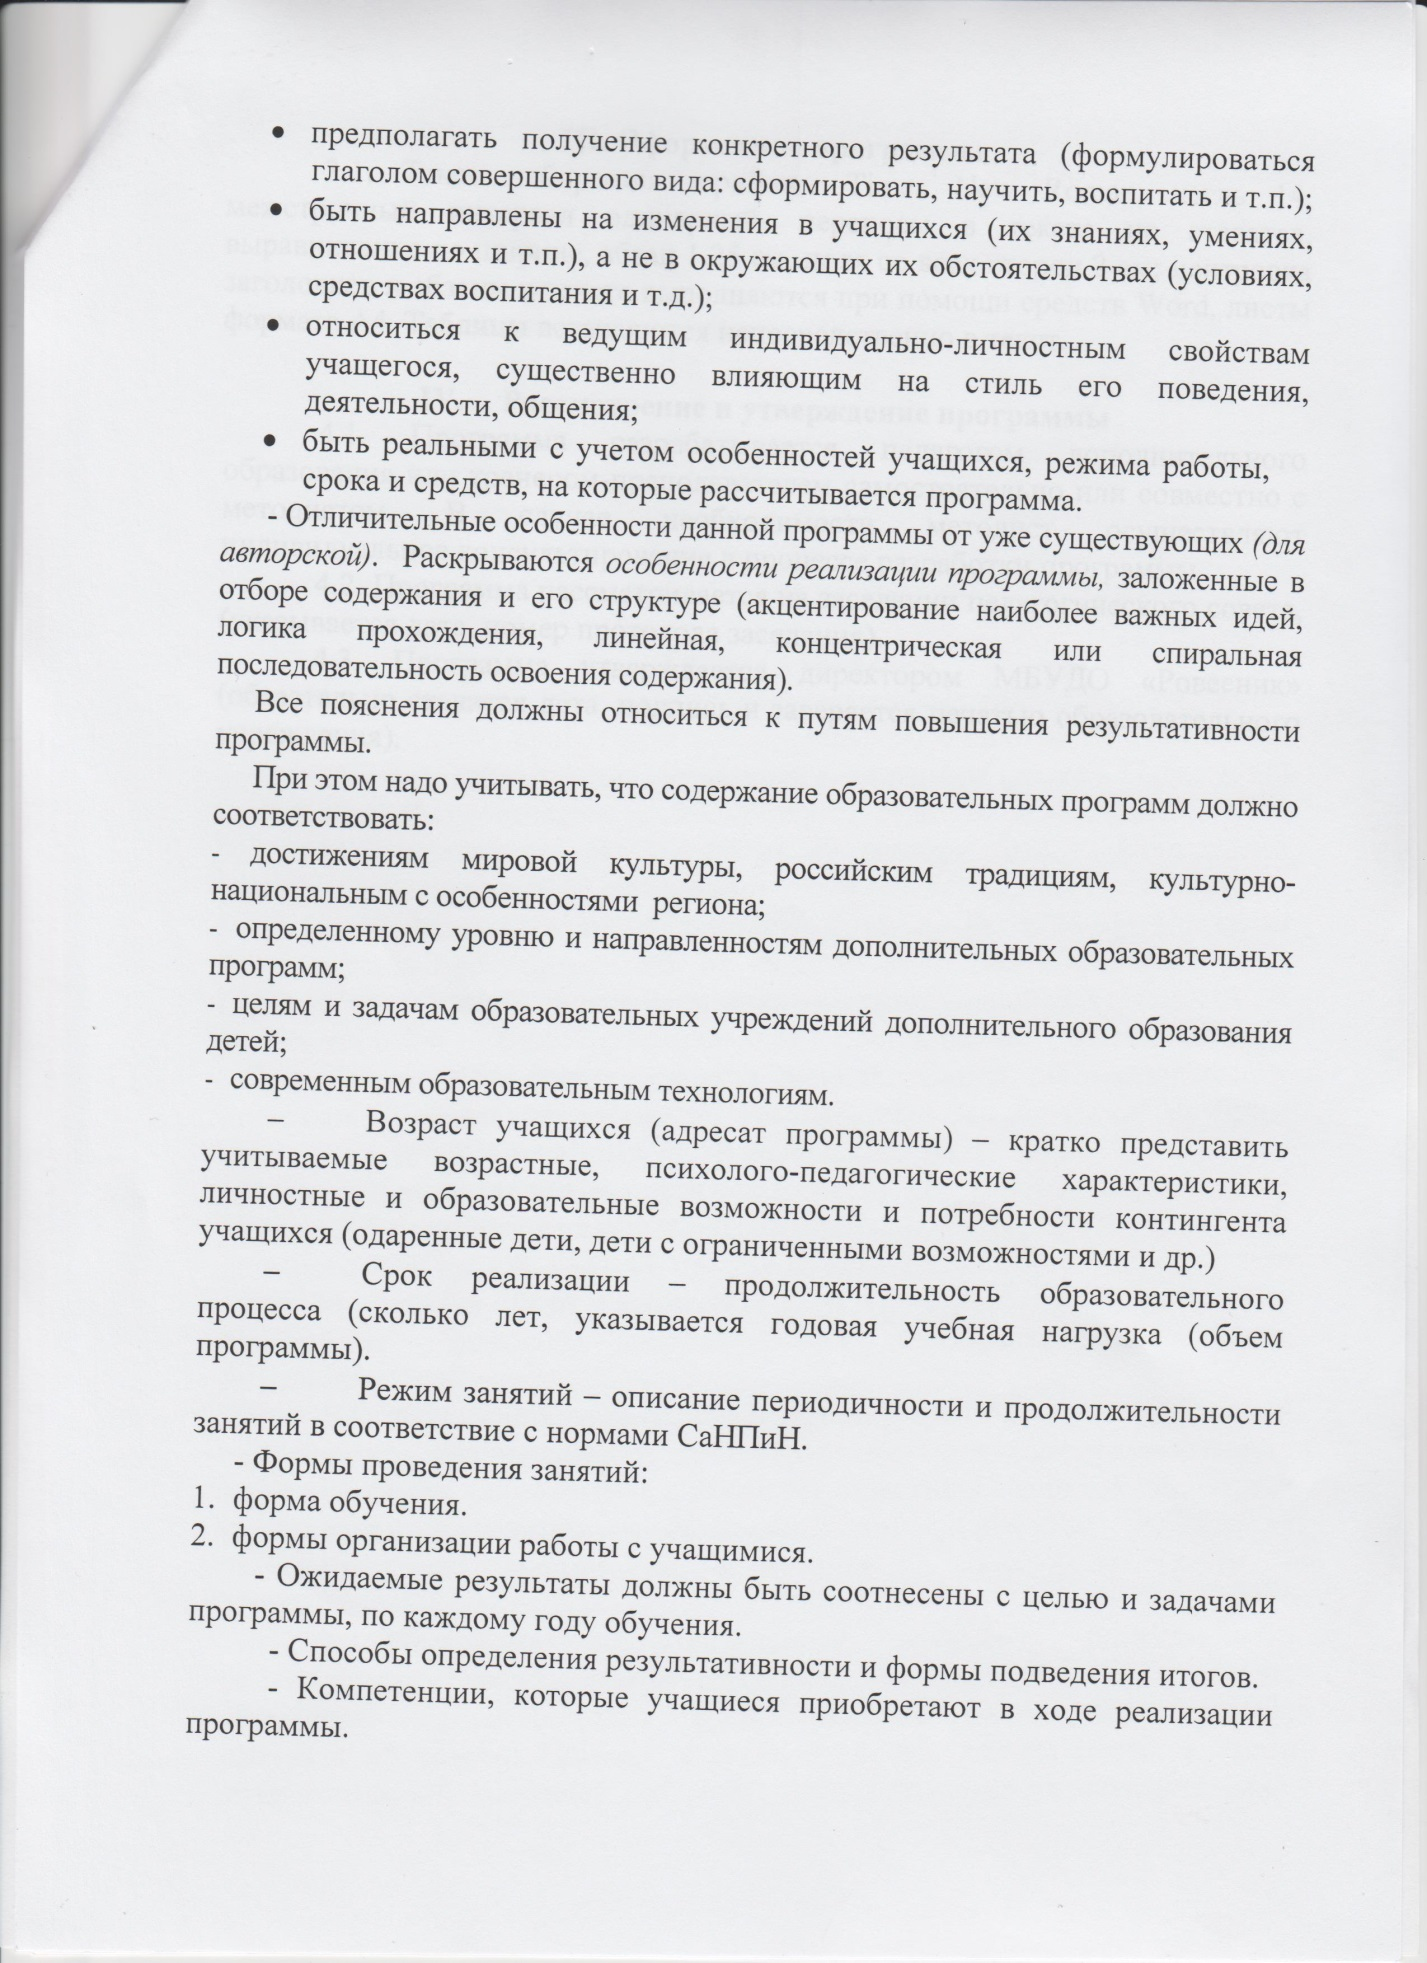 • предполагать получение конкретного результата (формулироваться
глаголом совершенного вида: сформировать, научить, воспитать и т.п.);
• быть направлены на изменения в учащихся (их знаниях, умениях,
отношениях и т.п.), а не в окружающих их обстоятельствах (условиях,
средствах воспитания и т.д.);
• относиться к ведущим индивидуально-личностным свойствам
учащегося, существенно влияющим на стиль его поведения,
деятельности, общения;
• быть реальными с учетом особенностей учащихся, режима работы,
срока и средств, на которые рассчитывается программа.
- Отличительные особенности данной программы от уже существующих (для
авторской). Раскрываются особенности реализации программы, заложенные в
отборе содержания и его структуре (акцентирование наиболее важных идей,
логика прохождения, линейная, концентрическая или спиральная
последовательность освоения содержания).
Все пояснения должны относиться к путям повышения результативности
программы.
При этом надо учитывать, что содержание образовательных программ должно
соответствовать:
- достижениям мировой культуры, российским традициям, культурно-
национальным с особенностями региона;
- определенному уровню и направленностям дополнительных образовательных
программ;
- целям и задачам образовательных учреждений дополнительного образования
детей;
- современным образовательным технологиям.
– Возраст учащихся (адресат программы) – кратко представить
учитываемые возрастные, психолого-педагогические характеристики,
личностные и образовательные возможности и потребности контингента
учащихся (одаренные дети, дети с ограниченными возможностями и др.)
– Срок реализации – продолжительность образовательного
процесса (сколько лет, указывается годовая учебная нагрузка (объем
программы).
– Режим занятий – описание периодичности и продолжительности
занятий в соответствие с нормами СаНПиН.
- Формы проведения занятий:
1. форма обучения.
2. формы организации работы с учащимися.
- Ожидаемые результаты должны быть соотнесены с целью и задачами
программы, по каждому году обучения.
- Способы определения результативности и формы подведения итогов.
- Компетенции, которые учащиеся приобретают в ходе реализации
программы.